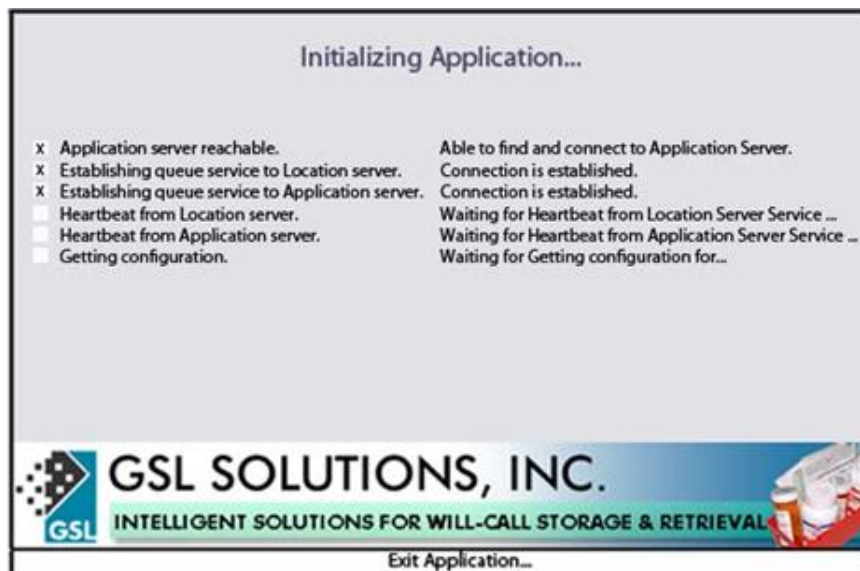 Initializing Application...
x Application server reachable. Able to find and connect to Application Server.
x Establishing queue service to Location server. Connection is established.
x Establishing queue service to Application server. Connection is established.
Heartbeat from Location server. Waiting for Heartbeat from Location Server Service ...
Heartbeat from Application server. Waiting for Heartbeat from Application Server Service ...
Getting configuration. Waiting for Getting configuration for...
GSL SOLUTIONS, INC.
GSL
INTELLIGENT SOLUTIONS FOR WILL-CALL STORAGE & RETRIEVAL
Exit Application...